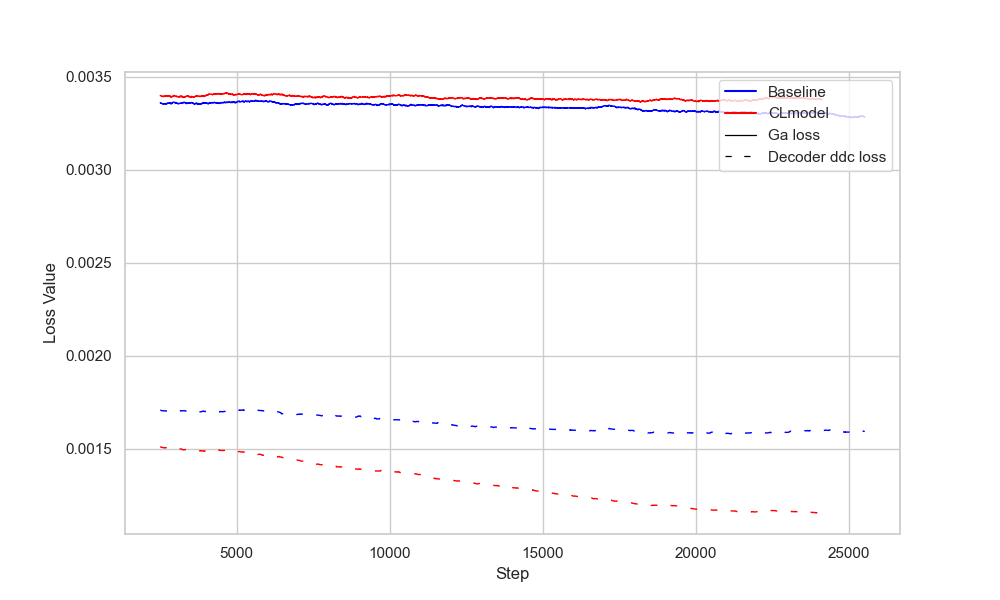 0.0035
0.0030
0.0025
0.0020
0.0015
Loss Value
5000
10000
15000
20000
25000
Step
Baseline
CLmodel
Ga loss
Decoder ddc loss